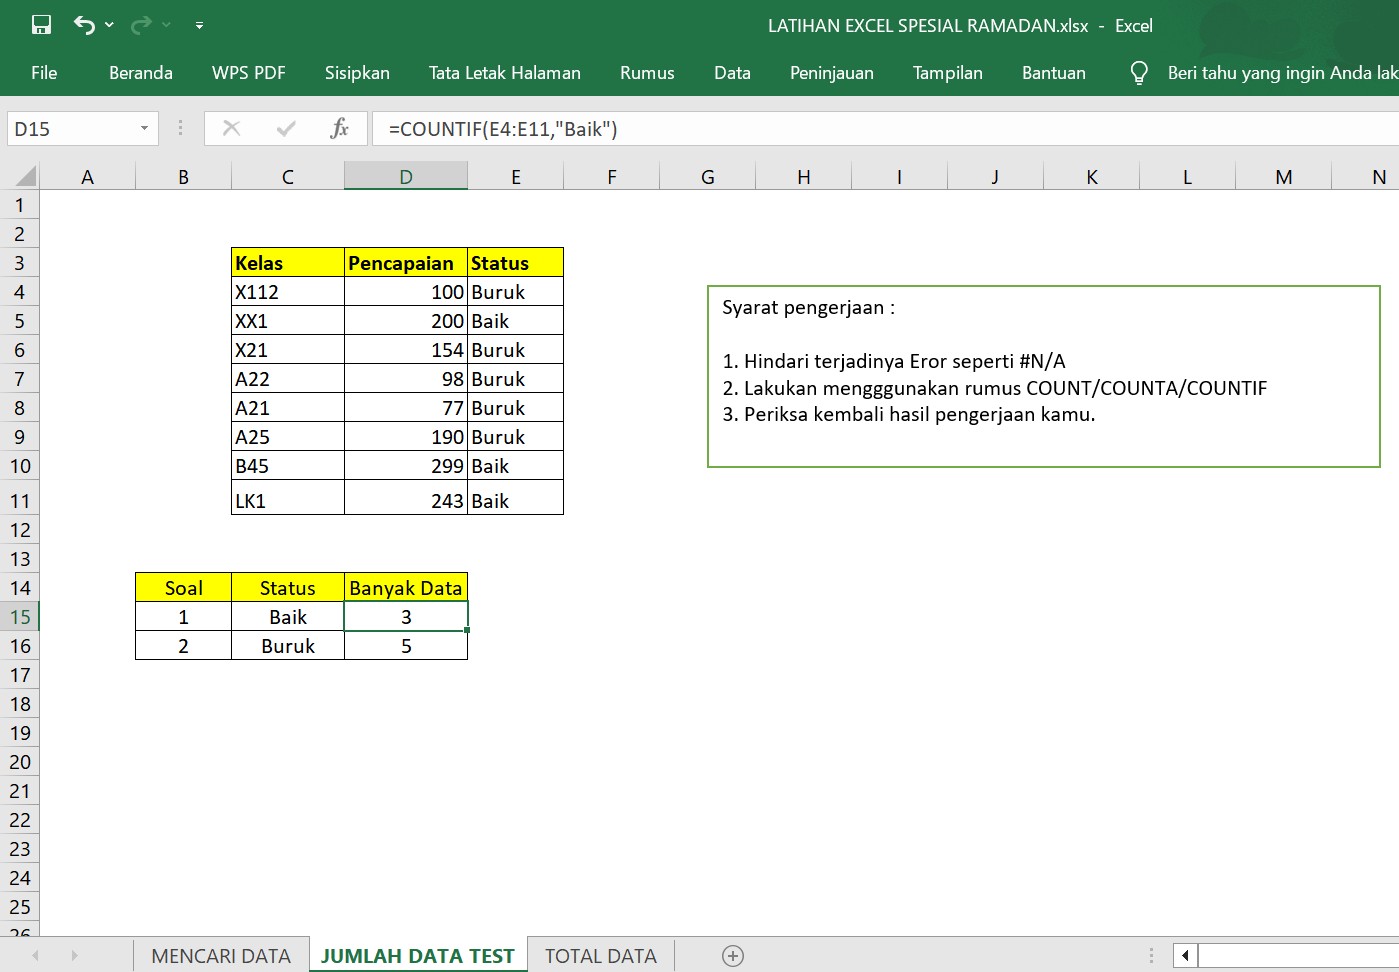 LATIHAN EXCEL SPESIAL RAMADAN.xlsx - Excel
File Beranda WPS PDF Sisipkan Tata Letak Halaman Rumus Data Peninjauan Tampilan Bantuan Beri tahu yang ingin Anda lak
D15 fx =COUNTIF(E4:E11,"Baik")
A B C D E F G H I J K L M N
1
2
3 Kelas Pencapaian Status
4 X112 100 Buruk
Syarat pengerjaan :
5 XX1 200 Baik
6 X21 154 Buruk
1. Hindari terjadinya Eror seperti #N/A
7 A22 98 Buruk
2. Lakukan mengggunakan rumus COUNT/COUNTA/COUNTIF
8 A21 77 Buruk
3. Periksa kembali hasil pengerjaan kamu.
9 A25 190 Buruk
10 B45 299 Baik
11 LK1 243 Baik
12
13
14 Soal Status Banyak Data
15 1 Baik 3
16 2 Buruk 5
17
18
19
20
21
22
23
24
25
26
MENCARI DATA JUMLAH DATA TEST TOTAL DATA